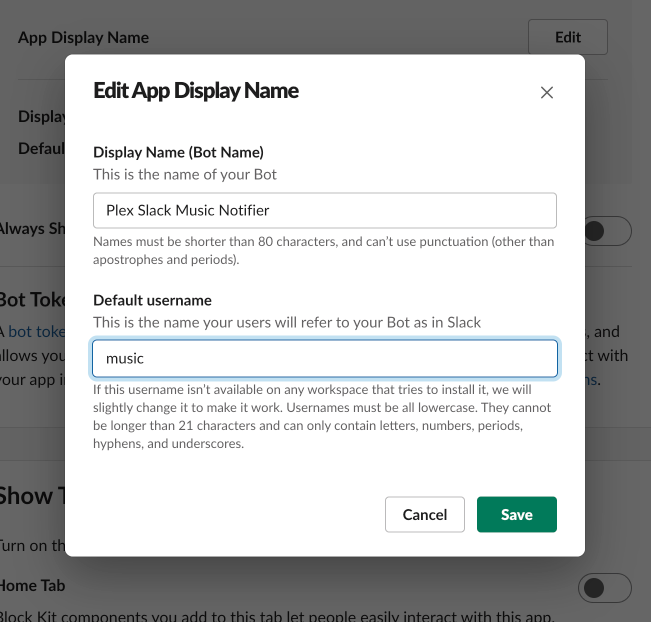 App Display Name
Edit
Edit App Display Name
Display Name (Bot Name)
This is the name of your Bot
Plex Slack Music Notifier
Names must be shorter than 80 characters, and can't use punctuation (other than
apostrophes and periods).
Default username
This is the name your users will refer to your Bot as in Slack
music
If this username isn't available on any workspace that tries to install it, we will
slightly change it to make it work. Usernames must be all lowercase. They cannot
be longer than 21 characters and can only contain letters, numbers, periods,
hyphens, and underscores.
Cancel
Save
Display
Defaul
Always Sh
Bot Toke
A bot toke
, and
allows you
ct with
your app i
ns.
Show T
Turn on th
Home Tab
Block Kit components you add to this tab let people easily interact with this app.